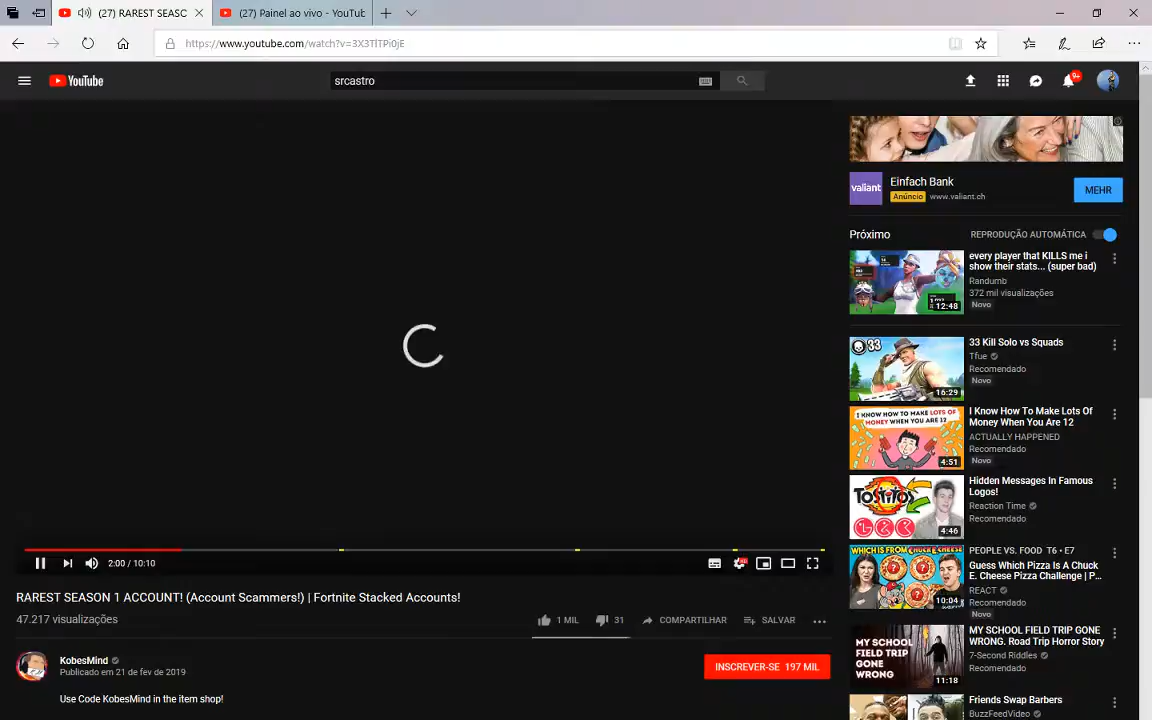 (27) RAREST SEASC
(27) Painel ao vivo - YouTub
https://www.youtube.com/watch?v=3X3TlTPi0jE
YouTube
srcastro
9+
valiant
Einfach Bank
Anúncio www.valiant.ch
MEHR
Próximo
REPRODUÇÃO AUTOMÁTICA
every player that KILLS me i
show their stats... (super bad)
Randumb
372 mil visualizações
Novo
12:48
33
33 Kill Solo vs Squads
Tfue
Recomendado
Novo
16:29
I KNOW HOW TO MAKE LOTS OF
MONEY WHEN YOU ARE 12
4:51
I Know How To Make Lots Of
Money When You Are 12
ACTUALLY HAPPENED
Recomendado
Novo
TOSTITOS
4:46
Hidden Messages In Famous
Logos!
Reaction Time
Recomendado
WHICH IS FROM CHUCK E CHEESE
10:04
PEOPLE VS. FOOD T6 • E7
Guess Which Pizza Is A Chuck
E. Cheese Pizza Challenge | P...
REACT
Recomendado
Novo
MY SCHOOL
FIELD TRIP
GONE
WRONG
11:18
MY SCHOOL FIELD TRIP GONE
WRONG. Road Trip Horror Story
7-Second Riddles
Recomendado
Friends Swap Barbers
BuzzFeedVideo
2:00 / 10:10
RAREST SEASON 1 ACCOUNT! (Account Scammers!) | Fortnite Stacked Accounts!
47.217 visualizações
1 MIL
31
COMPARTILHAR
SALVAR
KobesMind
Publicado em 21 de fev de 2019
INSCREVER-SE 197 MIL
Use Code KobesMind in the item shop!